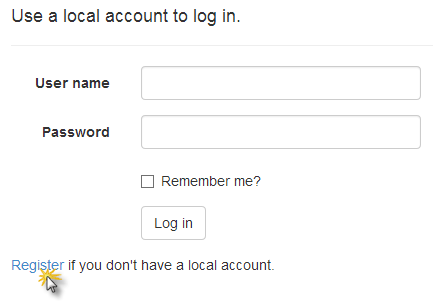 Use a local account to log in.
User name
Password
Remember me?
Log in
Register if you don't have a local account.